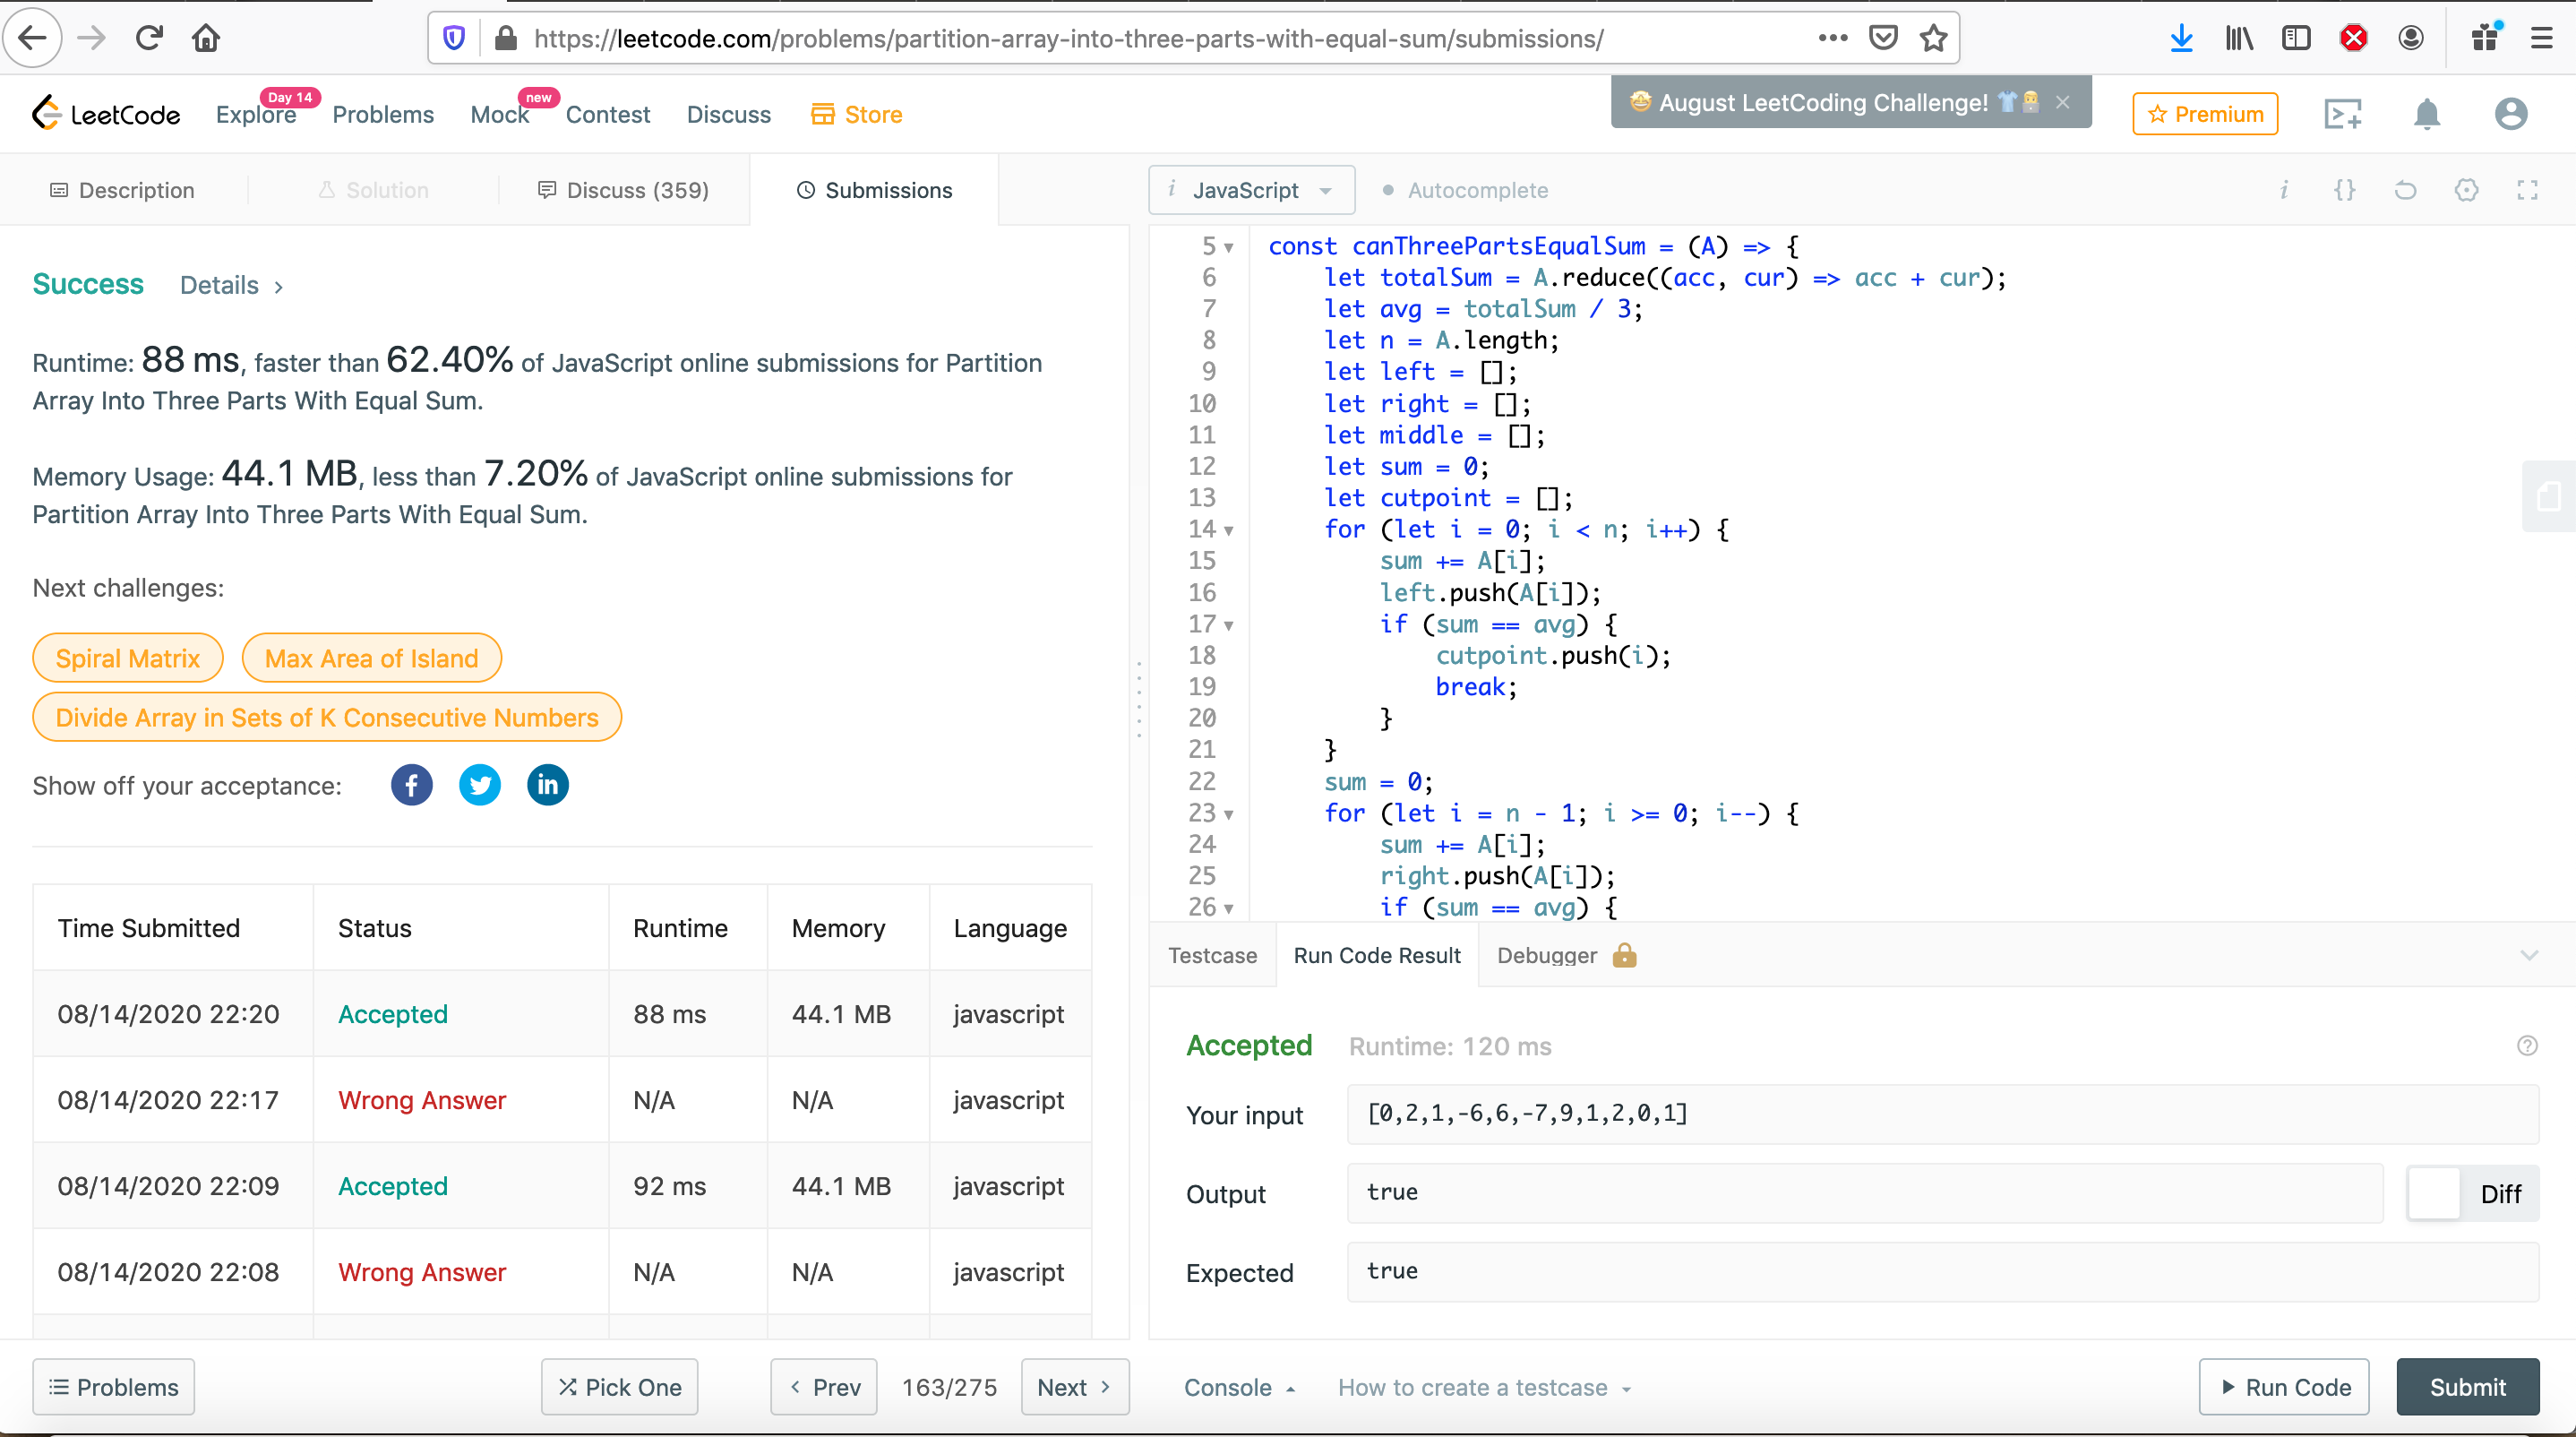 https://leetcode.com/problems/partition-array-into-three-parts-with-equal-sum/submissions/
LeetCode
Explore
Day 14
Problems
Mock
new
Contest
Discuss
Store
August LeetCoding Challenge!
Premium
Description
Solution
Discuss (359)
Submissions
Success Details
Runtime: 88 ms, faster than 62.40% of JavaScript online submissions for Partition
Array Into Three Parts With Equal Sum.
Memory Usage: 44.1 MB, less than 7.20% of JavaScript online submissions for
Partition Array Into Three Parts With Equal Sum.
Next challenges:
Spiral Matrix
Max Area of Island
Divide Array in Sets of K Consecutive Numbers
Show off your acceptance:
Time Submitted Status Runtime Memory Language
08/14/2020 22:20 Accepted 88 ms 44.1 MB javascript
08/14/2020 22:17 Wrong Answer N/A N/A javascript
08/14/2020 22:09 Accepted 92 ms 44.1 MB javascript
08/14/2020 22:08 Wrong Answer N/A N/A javascript
Problems
Pick One
Prev
163/275
Next
i JavaScript
Autocomplete
i {}
5 const canThreePartsEqualSum = (A) => {
6 let totalSum = A.reduce((acc, cur) => acc + cur);
7 let avg = totalSum / 3;
8 let n = A.length;
9 let left = [];
10 let right = [];
11 let middle = [];
12 let sum = 0;
13 let cutpoint = [];
14 for (let i = 0; i < n; i++) {
15 sum += A[i];
16 left.push(A[i]);
17 if (sum == avg) {
18 cutpoint.push(i);
19 break;
20 }
21 }
22 sum = 0;
23 for (let i = n - 1; i >= 0; i--) {
24 sum += A[i];
25 right.push(A[i]);
26 if (sum == avg) {
Testcase
Run Code Result
Debugger
Accepted Runtime: 120 ms
Your input [0,2,1,-6,6,-7,9,1,2,0,1]
Output true
Diff
Expected true
Console
How to create a testcase
Run Code
Submit